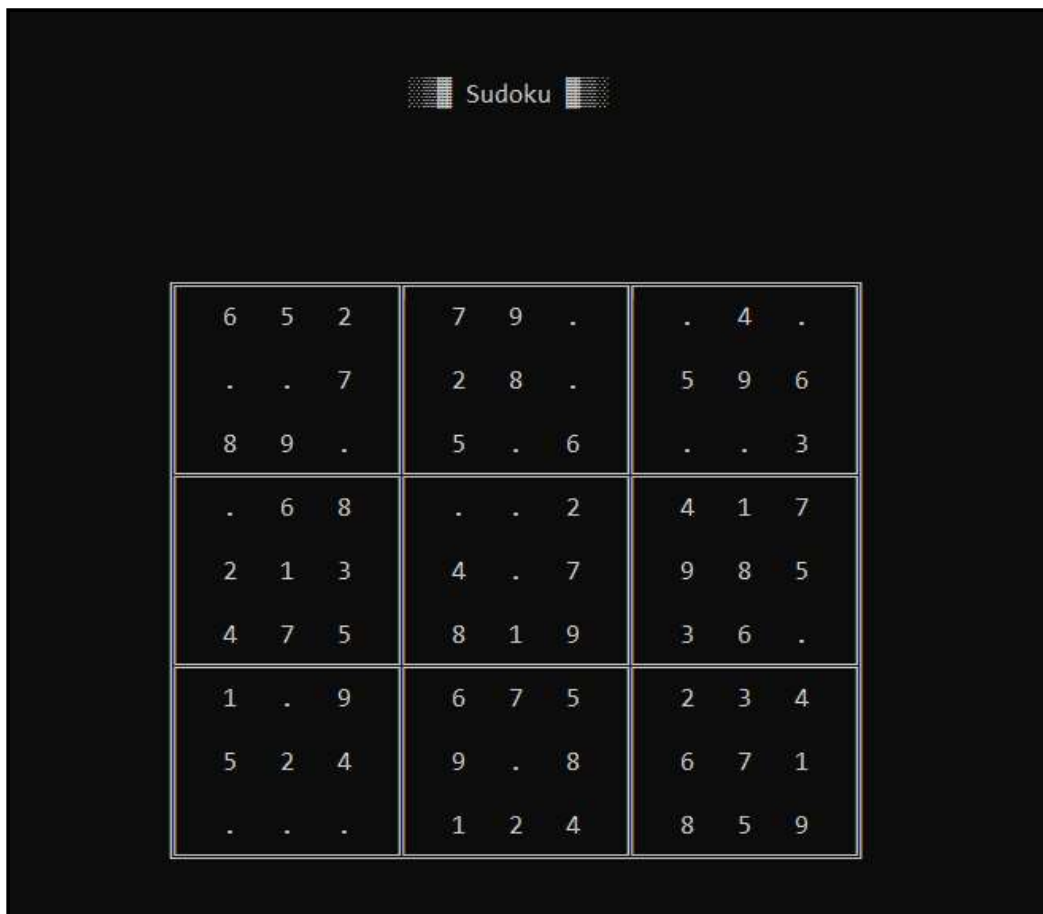 Sudoku
6 5 2 7 9 . . 4 .
. . 7 2 8 . 5 9 6
8 9 . 5 . 6 . . 3
. 6 8 . . 2 4 1 7
2 1 3 4 . 7 9 8 5
4 7 5 8 1 9 3 6 .
1 . 9 6 7 5 2 3 4
5 2 4 9 . 8 6 7 1
. . . 1 2 4 8 5 9